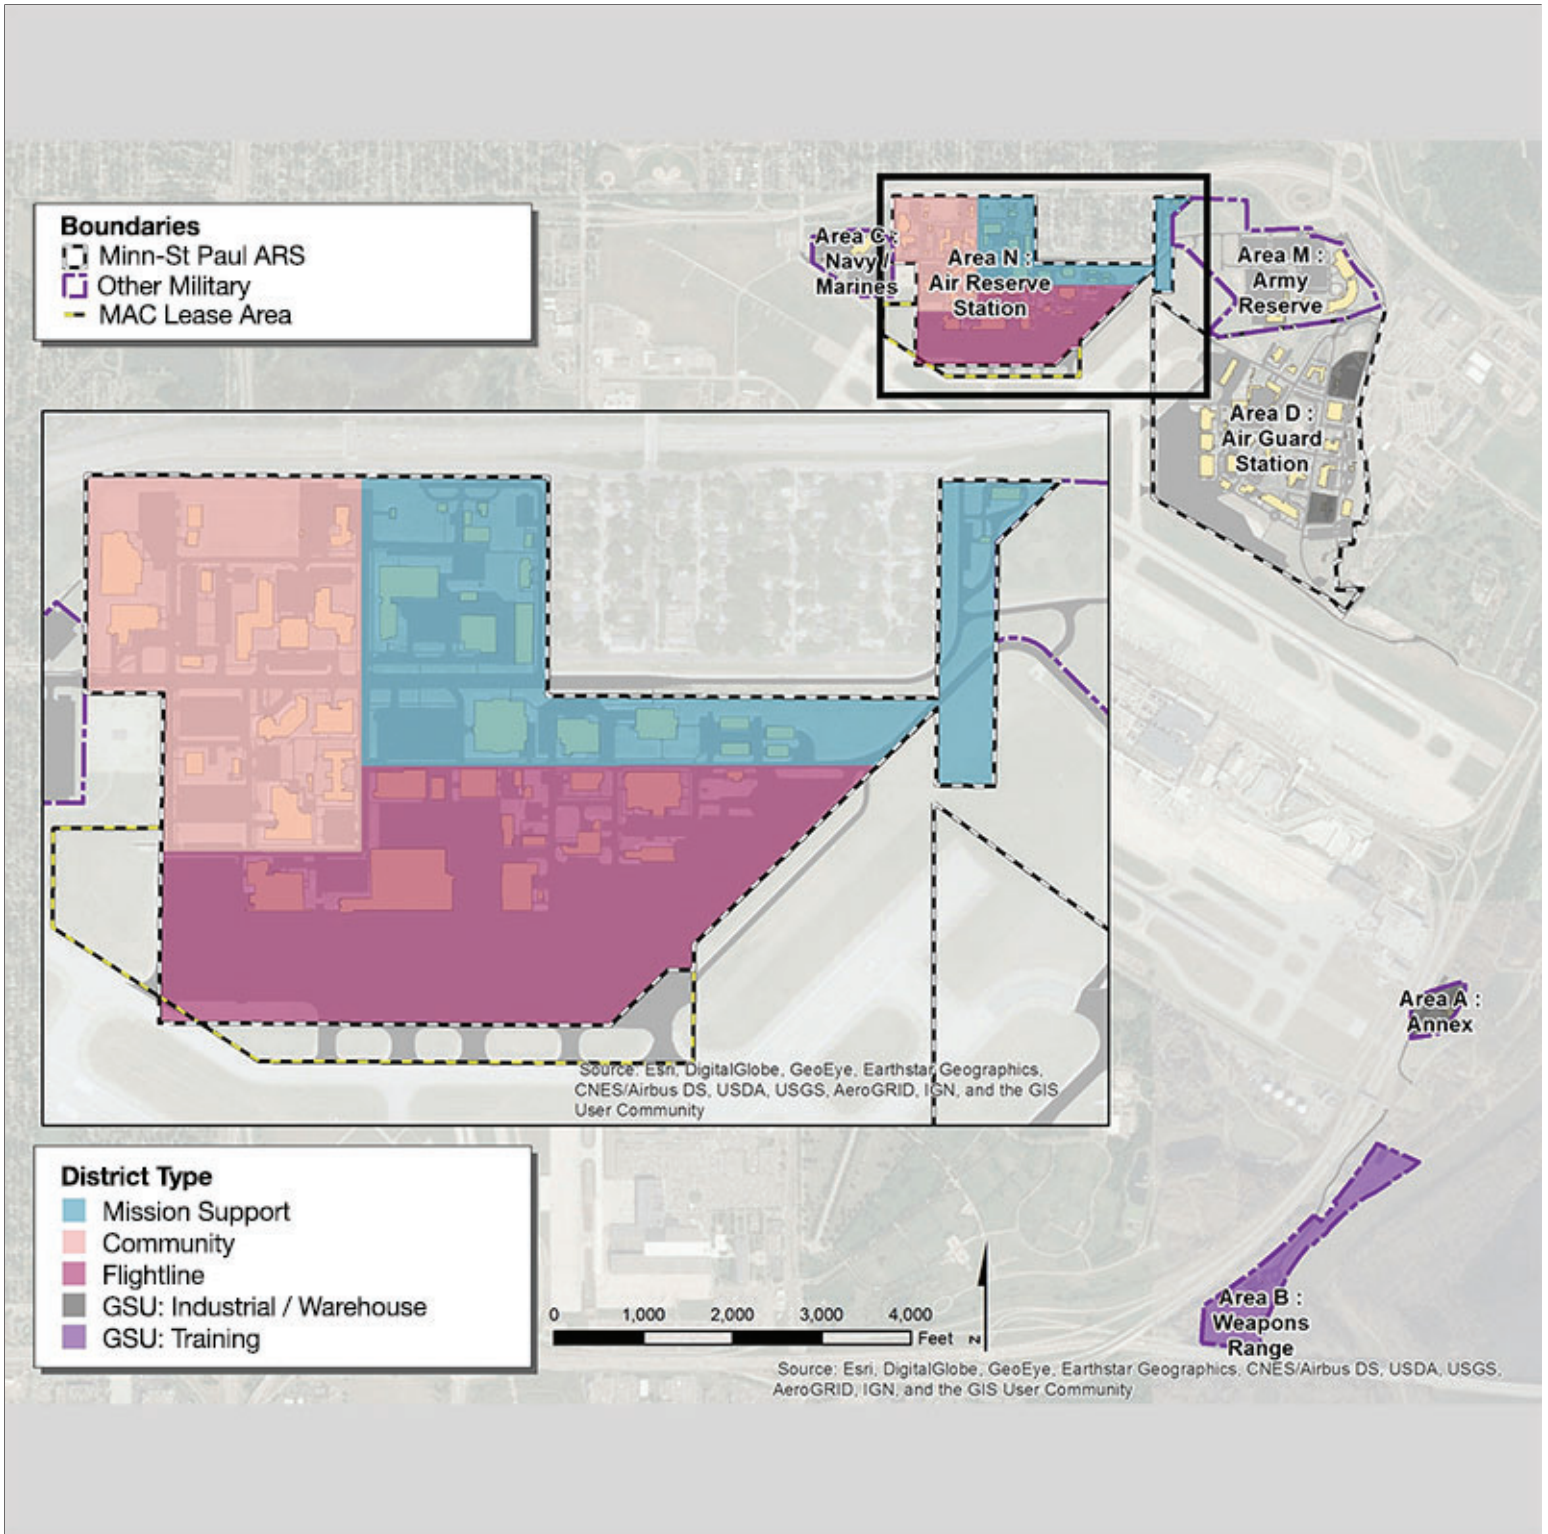 Boundaries
Minn-St Paul ARS
Other Military
MAC Lease Area
Area C :
Navy /
Marines
Area N :
Air Reserve
Station
Area M :
Army
Reserve
Area D :
Air Guard
Station
Source: Esri, DigitalGlobe, GeoEye, Earthstar Geographics,
CNES/Airbus DS, USDA, USGS, AeroGRID, IGN, and the GIS
User Community
Area A :
Annex
District Type
Mission Support
Community
Flightline
GSU: Industrial / Warehouse
GSU: Training
0 1,000 2,000 3,000 4,000
Feet
N
Area B :
Weapons
Range
Source: Esri, DigitalGlobe, GeoEye, Earthstar Geographics, CNES/Airbus DS, USDA, USGS,
AeroGRID, IGN, and the GIS User Community